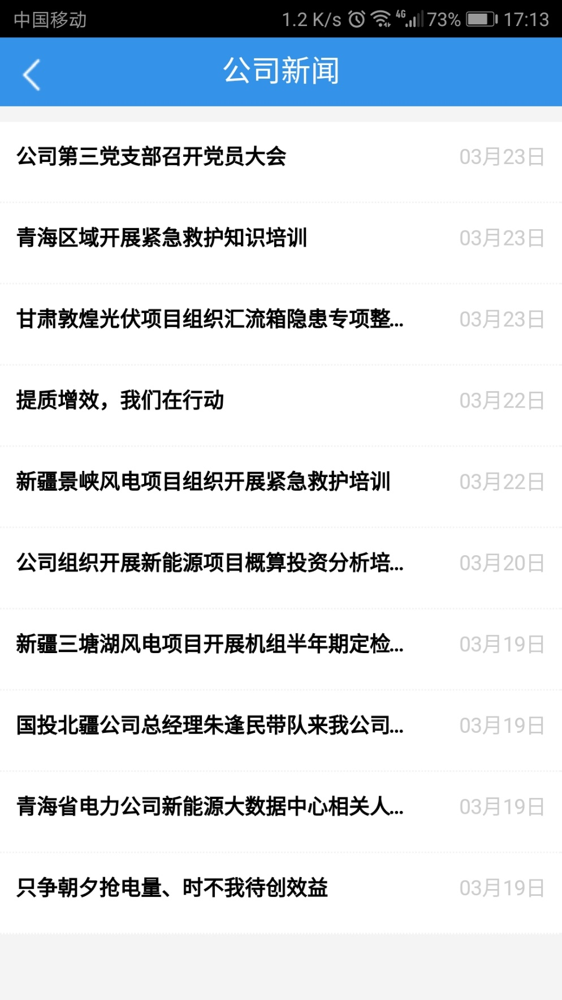 中国移动 1.2 K/s 4G 73% 17:13
公司新闻
公司第三党支部召开党员大会 03月23日
青海区域开展紧急救护知识培训 03月23日
甘肃敦煌光伏项目组织汇流箱隐患专项整... 03月23日
提质增效，我们在行动 03月22日
新疆景峡风电项目组织开展紧急救护培训 03月22日
公司组织开展新能源项目概算投资分析培... 03月20日
新疆三塘湖风电项目开展机组半年期定检... 03月19日
国投北疆公司总经理朱逢民带队来我公司... 03月19日
青海省电力公司新能源大数据中心相关人... 03月19日
只争朝夕抢电量、时不我待创效益 03月19日